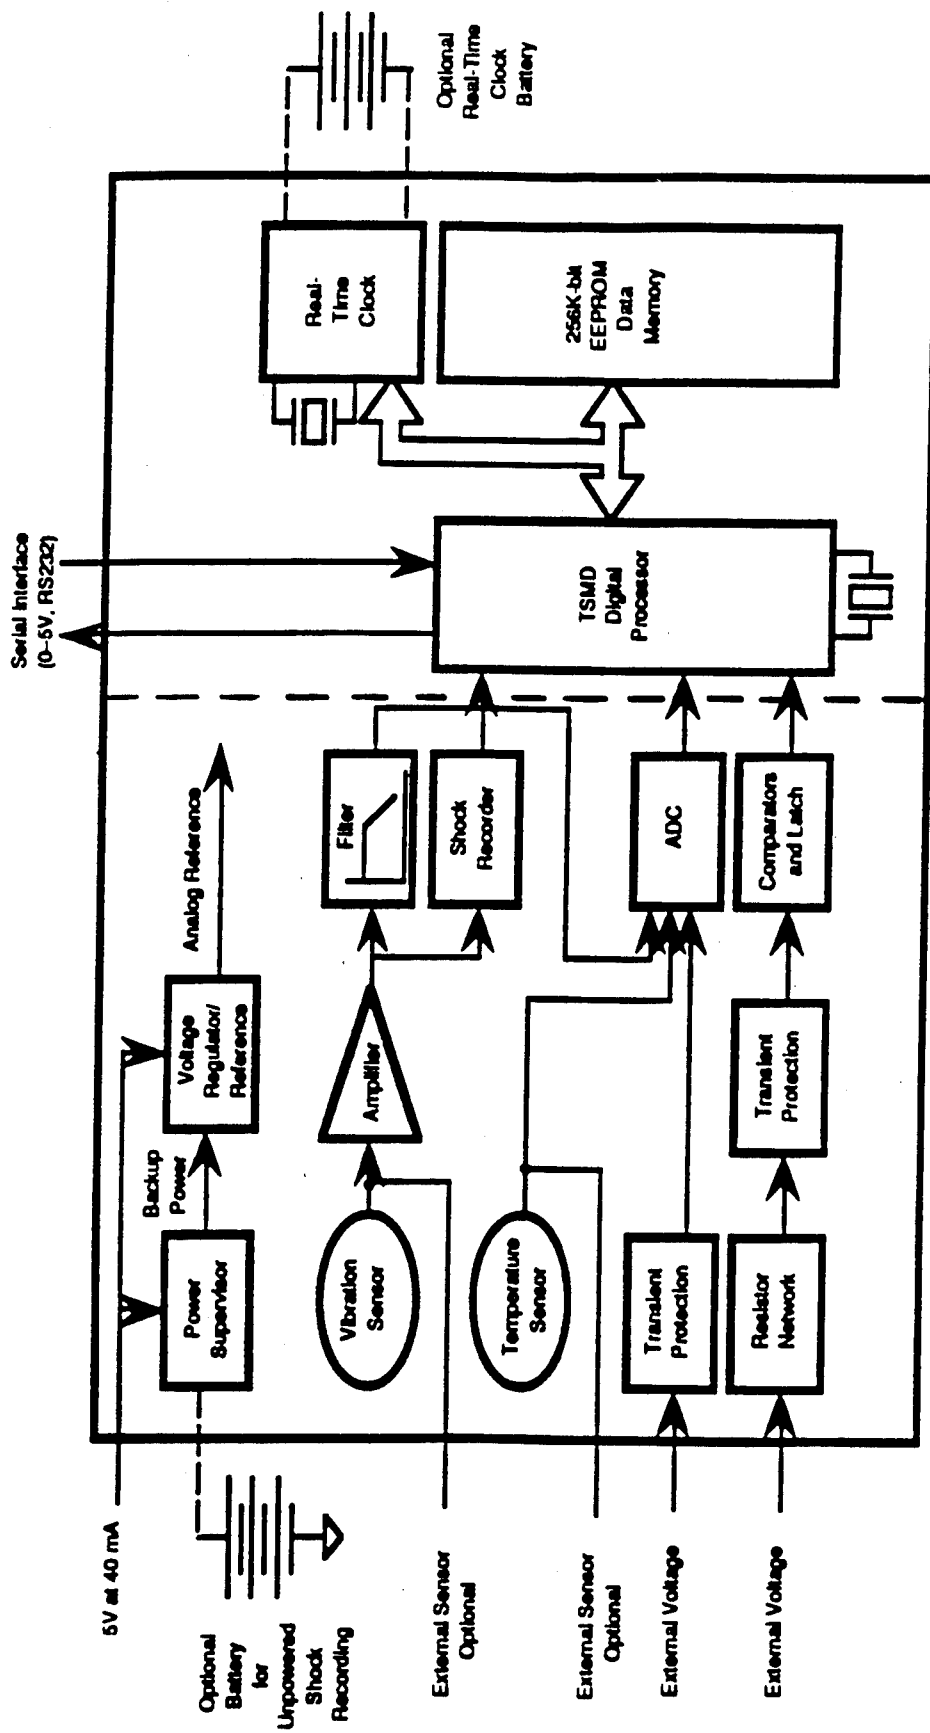 5V at 40 mA
Optional
Battery
for
Unpowered
Shock
Recording
Power
Supervisor
Backup
Power
Voltage
Regulator/
Reference
Analog Reference
Serial Interface
(0–5V, RS232)
Optional
Real-Time
Clock
Battery
Real-
Time
Clock
256K-bit
EEPROM
Data
Memory
TSMD
Digital
Processor
External Sensor
Optional
Vibration
Sensor
Amplifier
Filter
Shock
Recorder
External Sensor
Optional
Temperature
Sensor
ADC
External Voltage
Transient
Protection
External Voltage
Resistor
Network
Transient
Protection
Comparators
and Latch